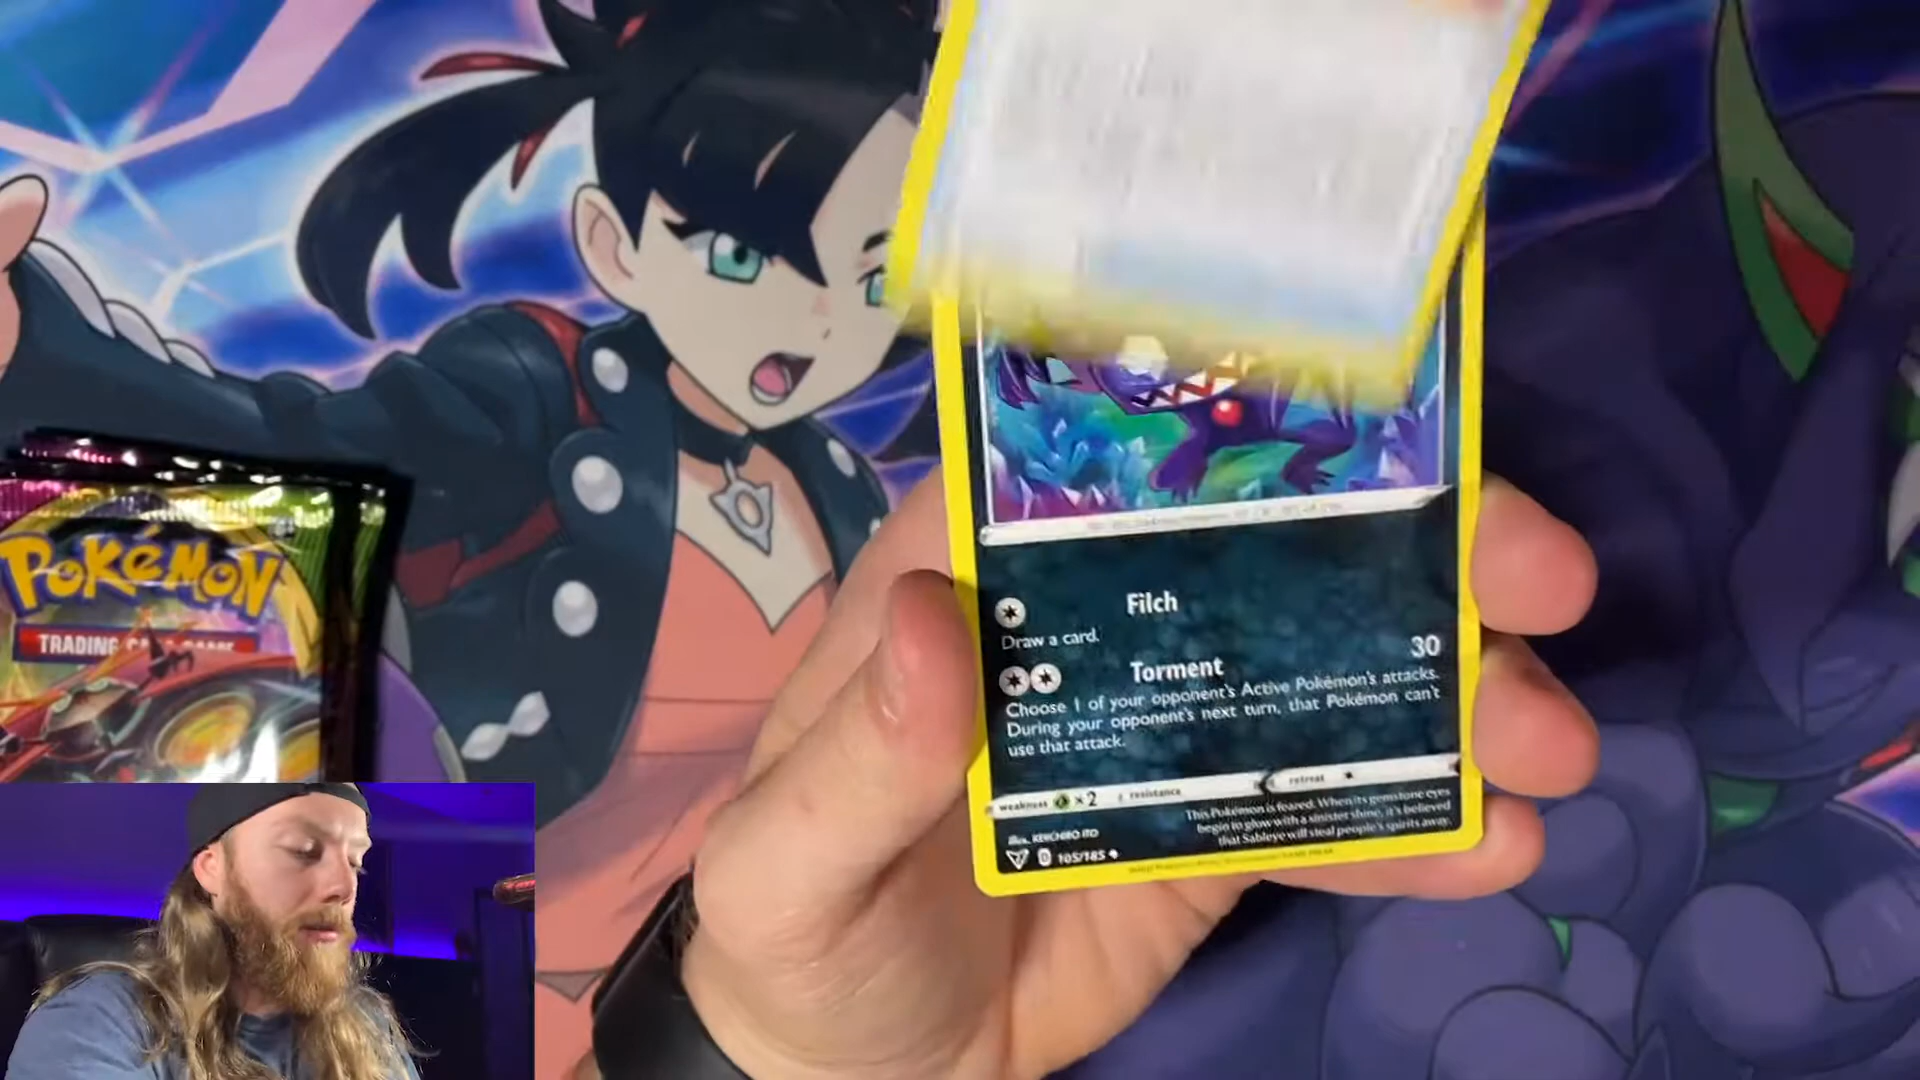 POKéMON
TRADING CARD GAME
Filch
Draw a card.
30
Torment
Choose 1 of your opponent's Active Pokémon's attacks.
During your opponent's next turn, that Pokémon can't
use that attack.
weakness ×2 resistance retreat
This Pokémon is feared. When its gemstone eyes
begin to glow with a sinister shine, it's believed
that Sableye will steal people's spirits away.
Illus. KEIICHIRO ITO
D 105/185